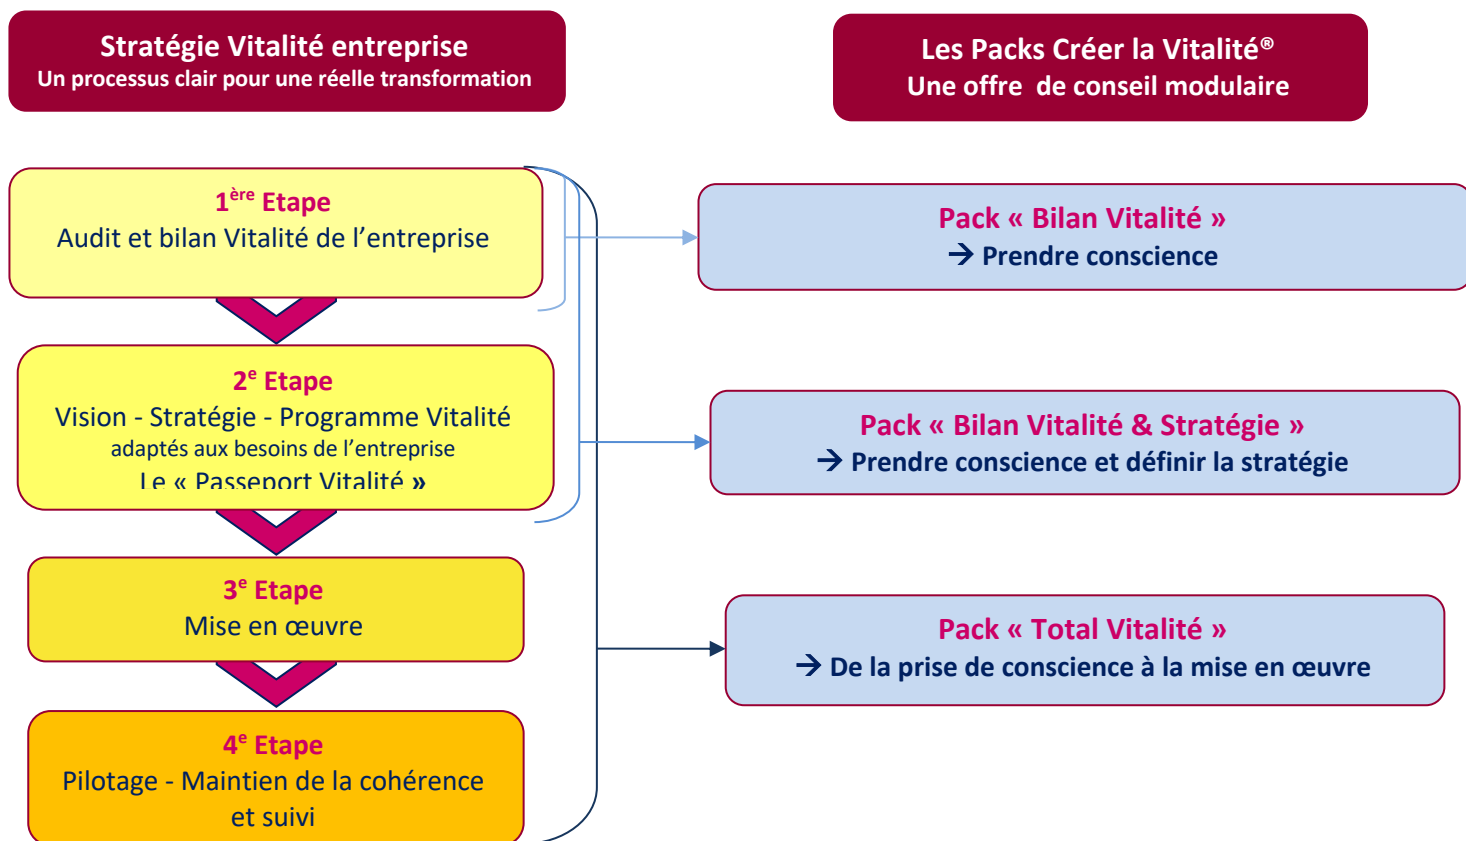 Stratégie Vitalité entreprise
Un processus clair pour une réelle transformation
Les Packs Créer la Vitalité®
Une offre de conseil modulaire
1ère Etape
Audit et bilan Vitalité de l’entreprise
Pack « Bilan Vitalité »
→ Prendre conscience
2e Etape
Vision - Stratégie - Programme Vitalité
adaptés aux besoins de l’entreprise
Le « Passeport Vitalité »
Pack « Bilan Vitalité & Stratégie »
→ Prendre conscience et définir la stratégie
3e Etape
Mise en œuvre
Pack « Total Vitalité »
→ De la prise de conscience à la mise en œuvre
4e Etape
Pilotage - Maintien de la cohérence
et suivi